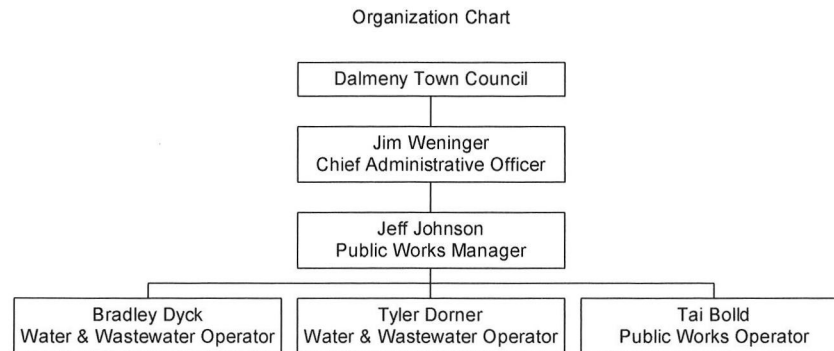 Organization Chart
Dalmeny Town Council
Jim Weninger
Chief Administrative Officer
Jeff Johnson
Public Works Manager
Bradley Dyck
Water & Wastewater Operator
Tyler Dorner
Water & Wastewater Operator
Tai Bolld
Public Works Operator